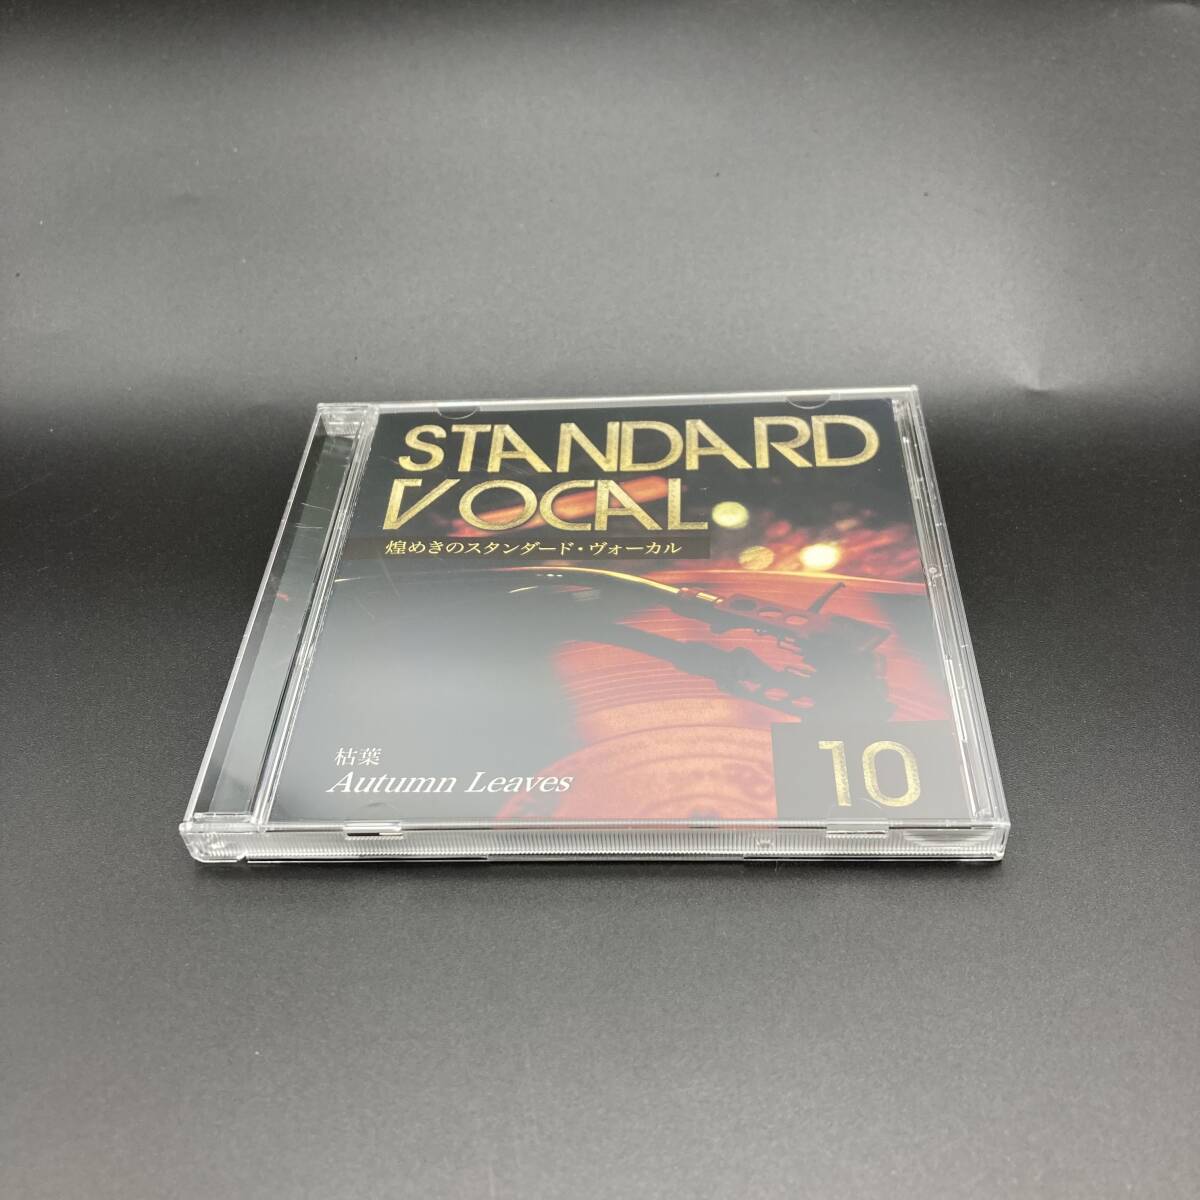 STANDARD
VOCAL
煌めきのスタンダード・ヴォーカル
枯葉
Autumn Leaves
10